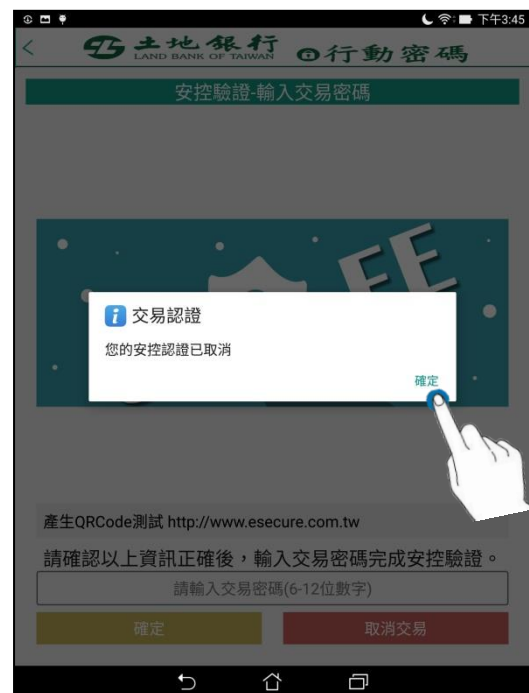 下午3:45
土地銀行
LAND BANK OF TAIWAN
行動密碼
安控驗證-輸入交易密碼
FE
交易認證
您的安控認證已取消
確定
產生QRCode測試 http://www.esecure.com.tw
請確認以上資訊正確後，輸入交易密碼完成安控驗證。
請輸入交易密碼(6-12位數字)
確定
取消交易